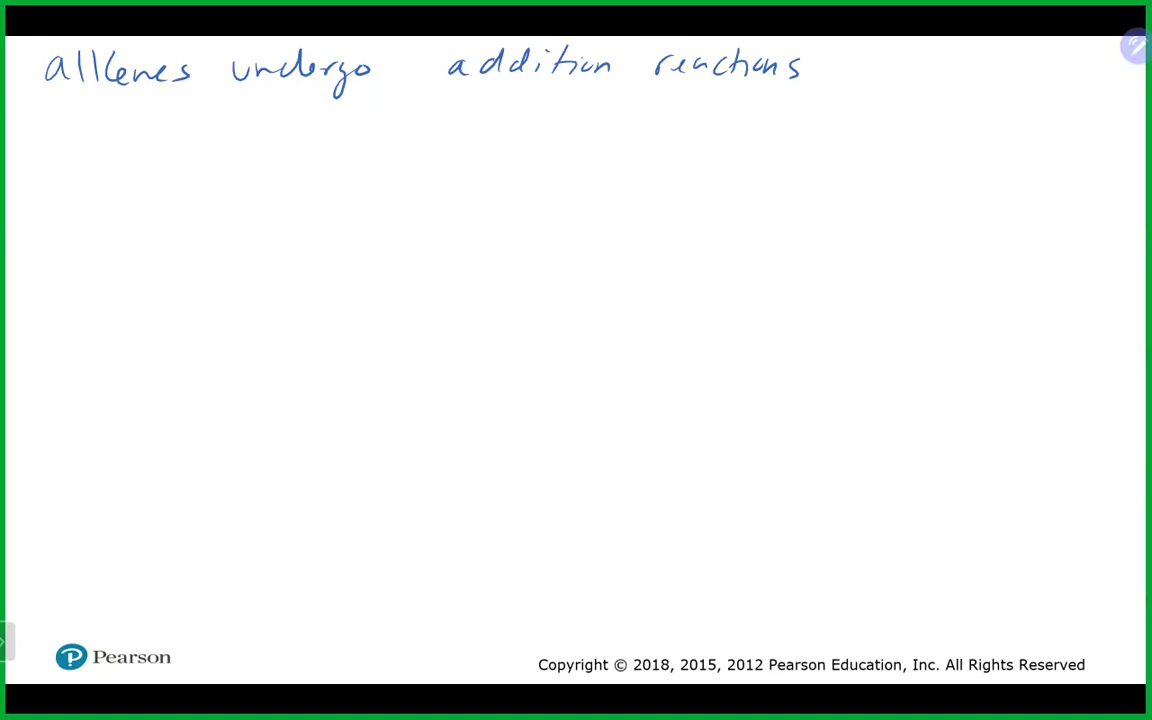 alkenes undergo addition reactions
Pearson
Copyright © 2018, 2015, 2012 Pearson Education, Inc. All Rights Reserved